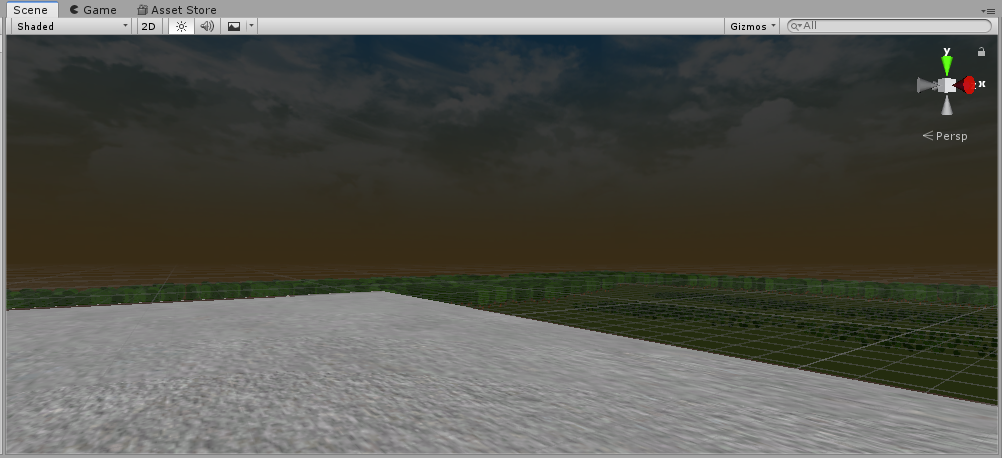 Scene Game Asset Store
Shaded 2D Gizmos All
y
x
Persp